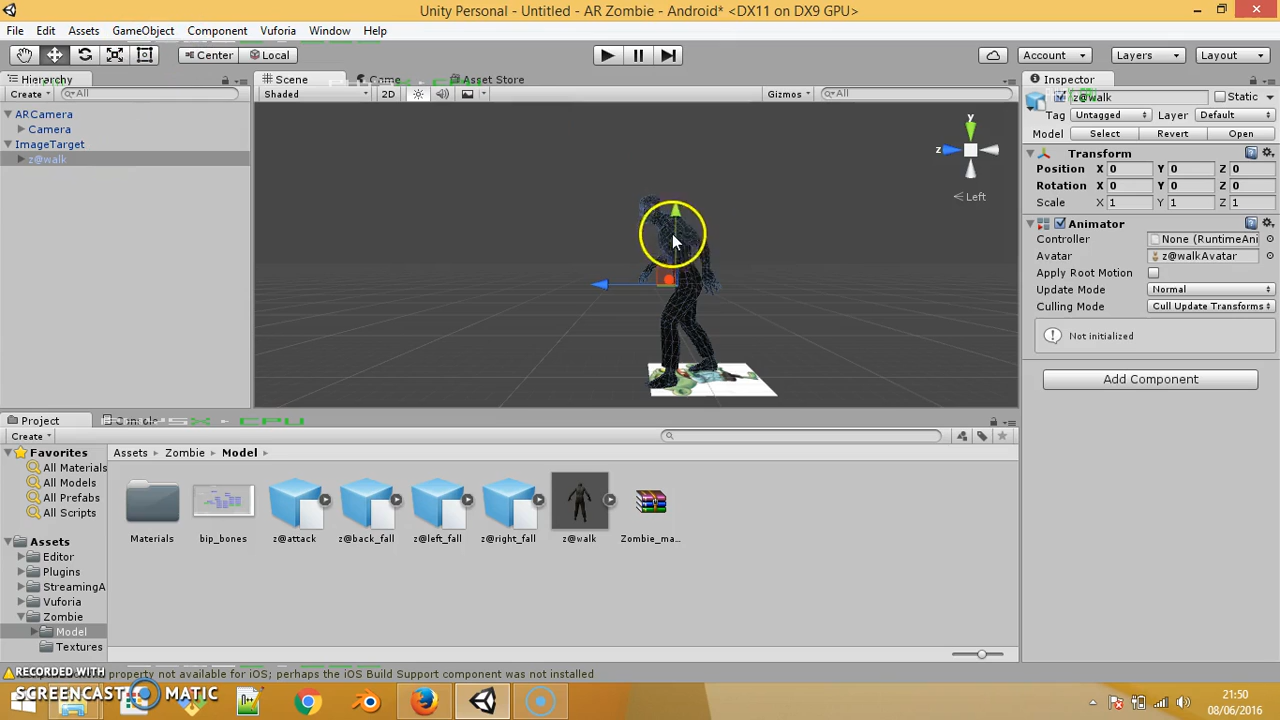 Unity Personal - Untitled - AR Zombie - Android* <DX11 on DX9 GPU>
File Edit Assets GameObject Component Vuforia Window Help
Center Local Account Layers Layout
Hierarchy
Create All
ARCamera
Camera
ImageTarget
z@walk
Scene Game Asset Store
Shaded 2D Gizmos All
y
z
Left
Inspector
z@walk Static
Tag Untagged Layer Default
Model Select Revert Open
Transform
Position X 0 Y 0 Z 0
Rotation X 0 Y 0 Z 0
Scale X 1 Y 1 Z 1
Animator
Controller None (RuntimeAni
Avatar z@walkAvatar
Apply Root Motion
Update Mode Normal
Culling Mode Cull Update Transforms
Not initialized
Add Component
Project Console
Create
Favorites
All Materials
All Models
All Prefabs
All Scripts
Assets
Editor
Plugins
StreamingA
Vuforia
Zombie
Model
Textures
Assets Zombie Model
Materials bip_bones z@attack z@back_fall z@left_fall z@right_fall z@walk Zombie_ma...
property not available for iOS; perhaps the iOS Build Support component was not installed
RECORDED WITH
SCREENCAST MATIC
21:50
08/06/2016